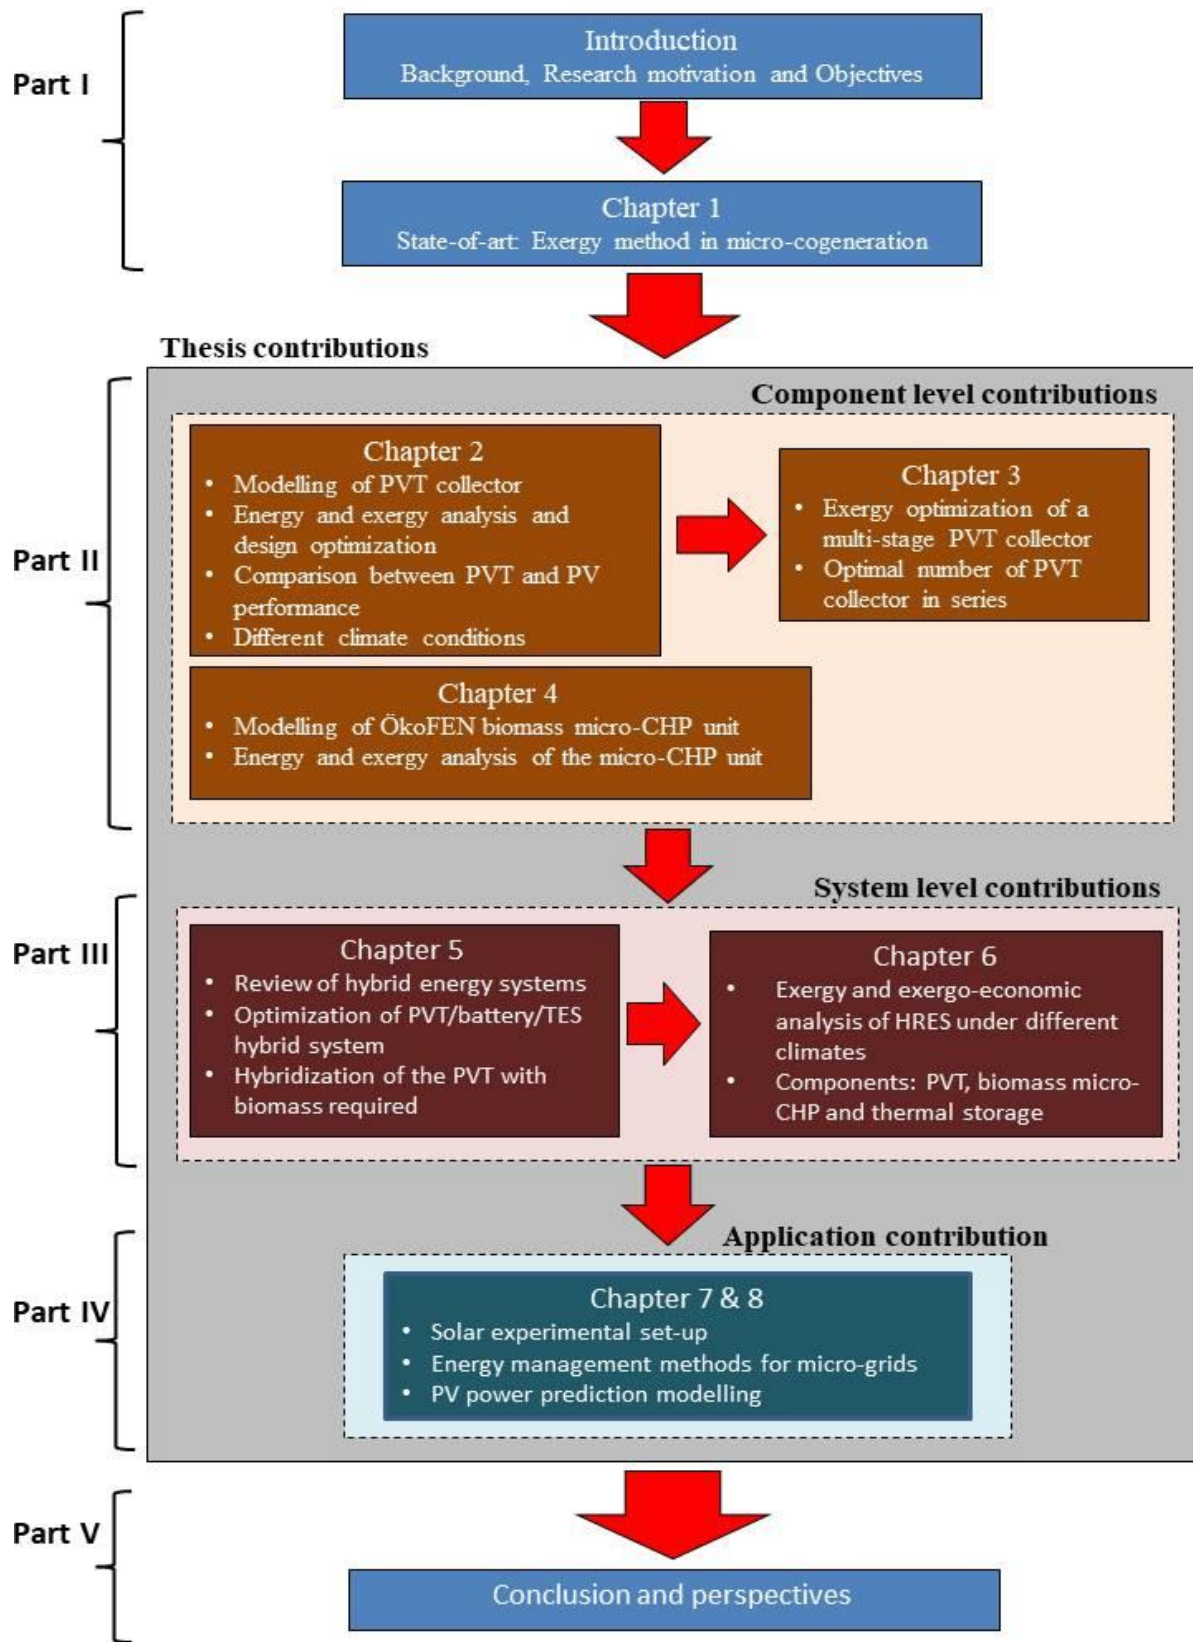 Part I
Introduction
Background, Research motivation and Objectives
Chapter 1
State-of-art: Exergy method in micro-cogeneration
Thesis contributions
Part II
Component level contributions
Chapter 2
• Modelling of PVT collector
• Energy and exergy analysis and
design optimization
• Comparison between PVT and PV
performance
• Different climate conditions
Chapter 3
• Exergy optimization of a
multi-stage PVT collector
• Optimal number of PVT
collector in series
Chapter 4
• Modelling of ÖkoFEN biomass micro-CHP unit
• Energy and exergy analysis of the micro-CHP unit
Part III
System level contributions
Chapter 5
• Review of hybrid energy systems
• Optimization of PVT/battery/TES
hybrid system
• Hybridization of the PVT with
biomass required
Chapter 6
• Exergy and exergo-economic
analysis of HRES under different
climates
• Components: PVT, biomass micro-
CHP and thermal storage
Part IV
Application contribution
Chapter 7 & 8
• Solar experimental set-up
• Energy management methods for micro-grids
• PV power prediction modelling
Part V
Conclusion and perspectives